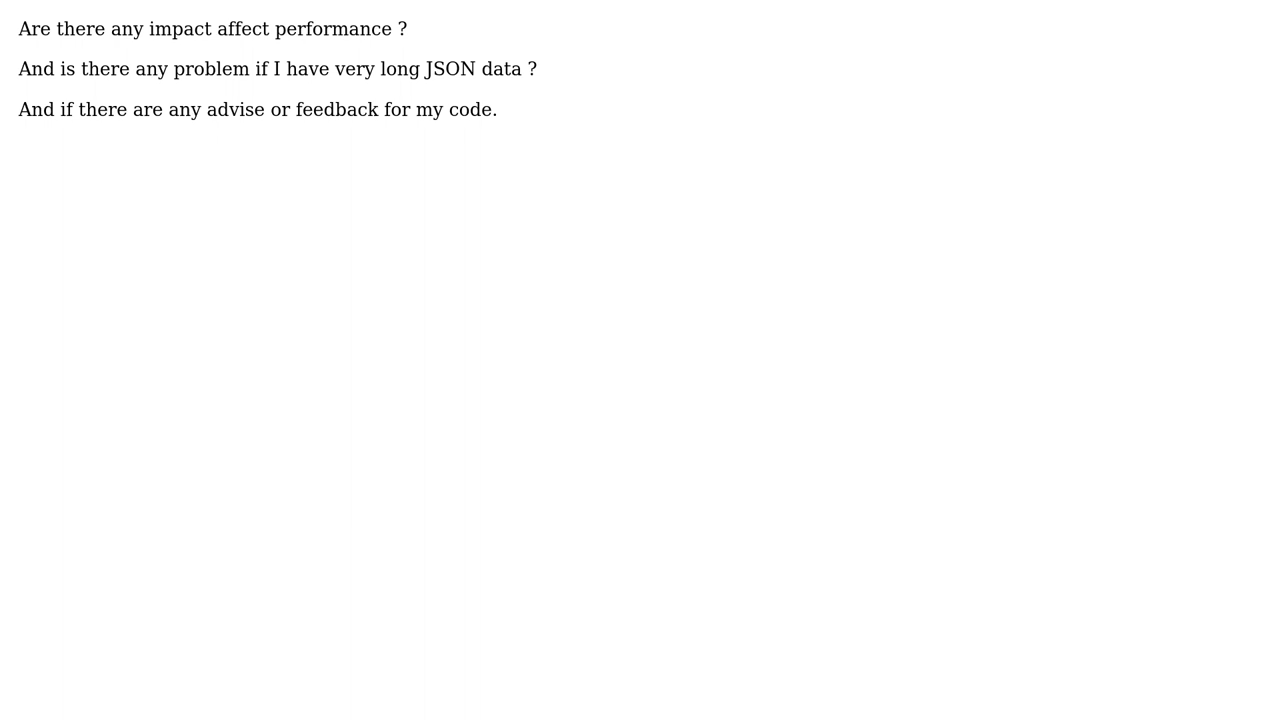 Are there any impact affect performance ?
And is there any problem if I have very long JSON data ?
And if there are any advise or feedback for my code.